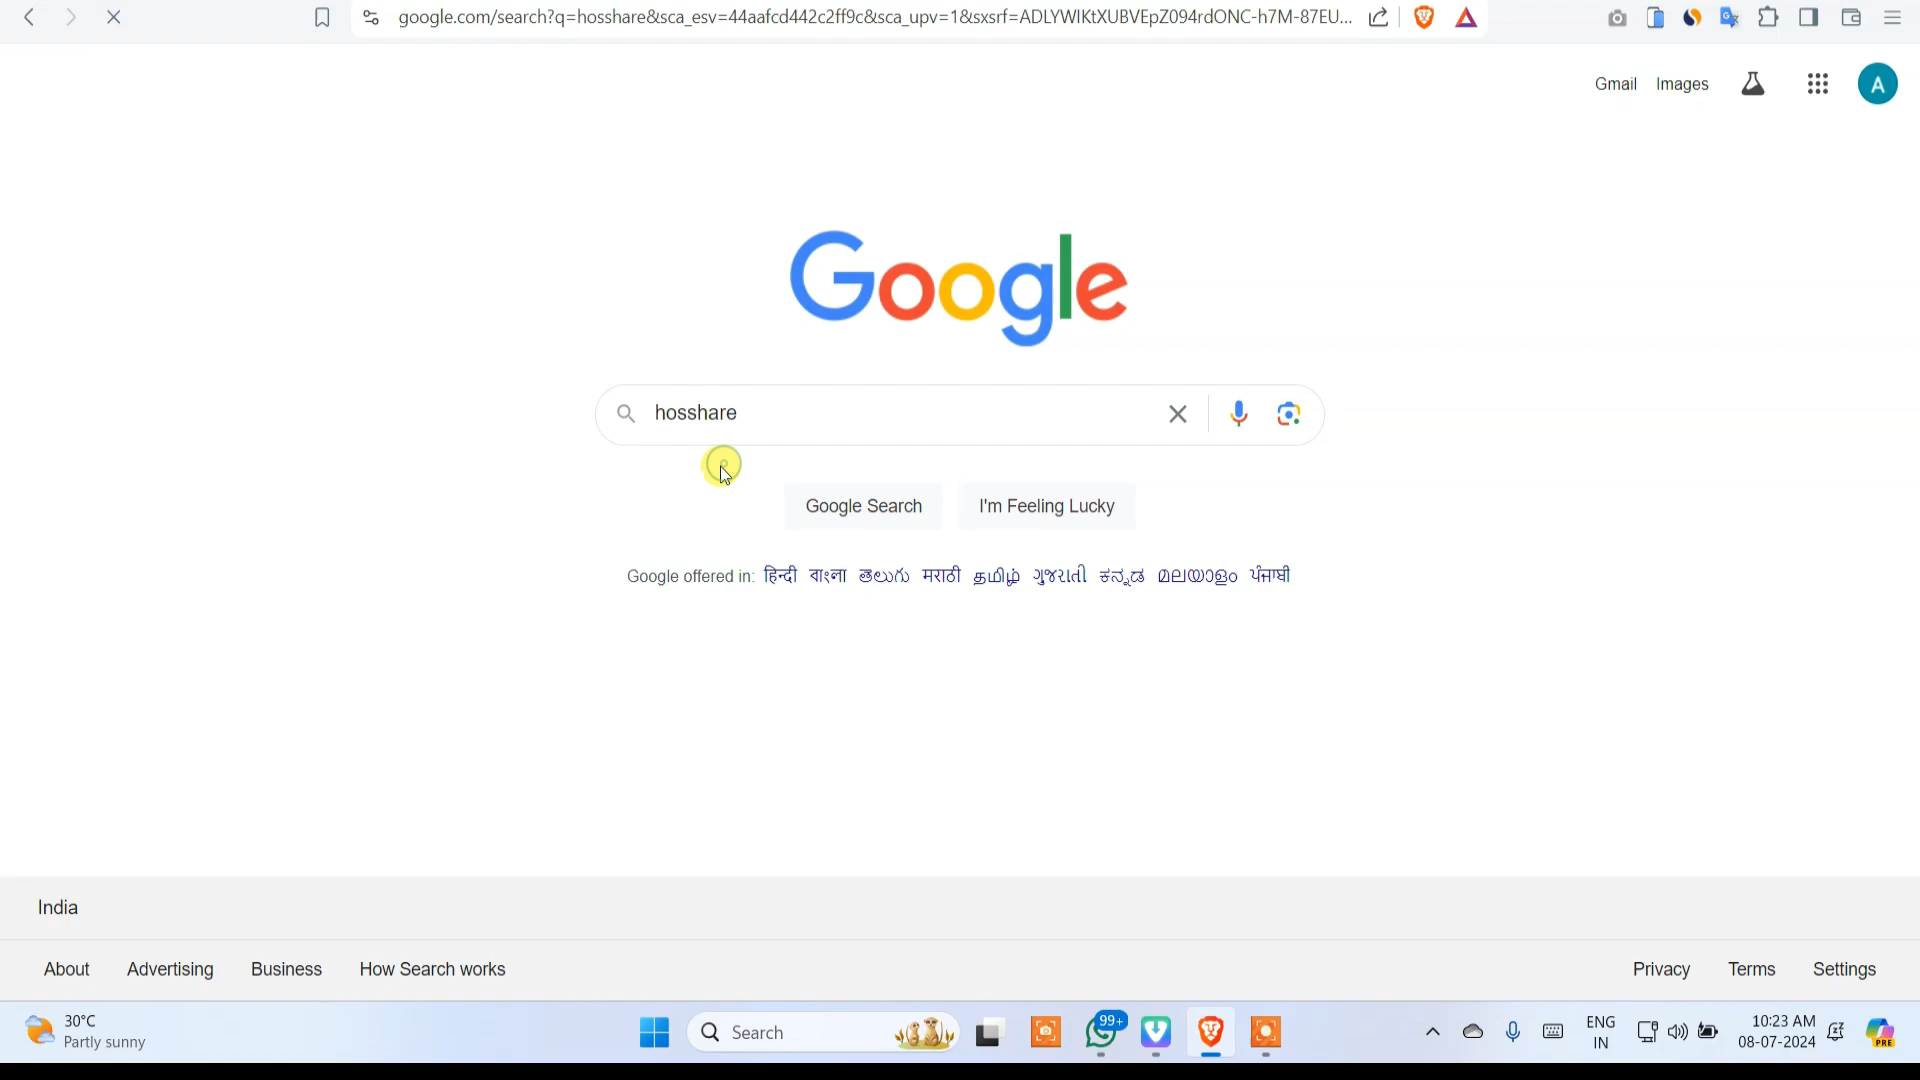 google.com/search?q=hosshare&sca_esv=44aafcd442c2ff9c&sca_upv=1&sxsrf=ADLYWIKtXUBVEpZ094rdONC-h7M-87EU...
Gmail Images A
Google
hosshare
Google Search I'm Feeling Lucky
Google offered in: हिन्दी বাংলা తెలుగు मराठी தமிழ் ગુજરાતી ಕನ್ನಡ മലയാളം ਪੰਜਾਬੀ
India
About Advertising Business How Search works Privacy Terms Settings
30°C
Partly sunny
Search
99+
ENG
IN
10:23 AM
08-07-2024
PRE